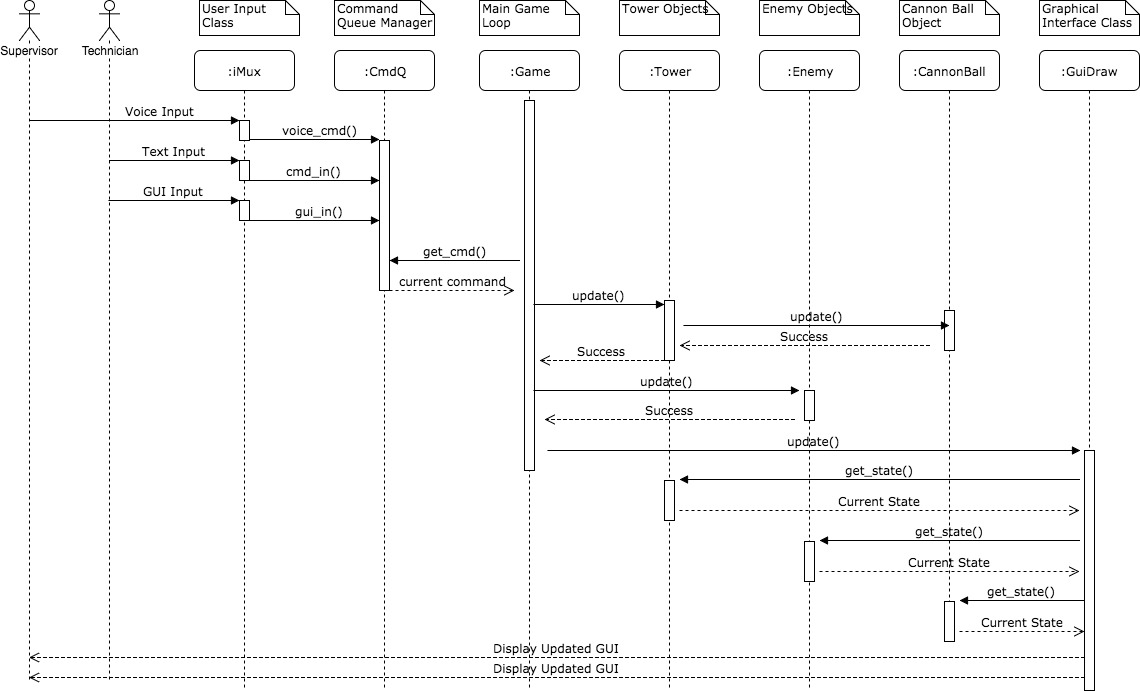 User Input
Class
Command
Queue Manager
Main Game
Loop
Tower Objects
Enemy Objects
Cannon Ball
Object
Graphical
Interface Class
Supervisor
Technician
:iMux
:CmdQ
:Game
:Tower
:Enemy
:CannonBall
:GuiDraw
Voice Input
voice_cmd()
Text Input
cmd_in()
GUI Input
gui_in()
get_cmd()
current command
update()
update()
Success
Success
update()
Success
update()
get_state()
Current State
get_state()
Current State
get_state()
Current State
Display Updated GUI
Display Updated GUI